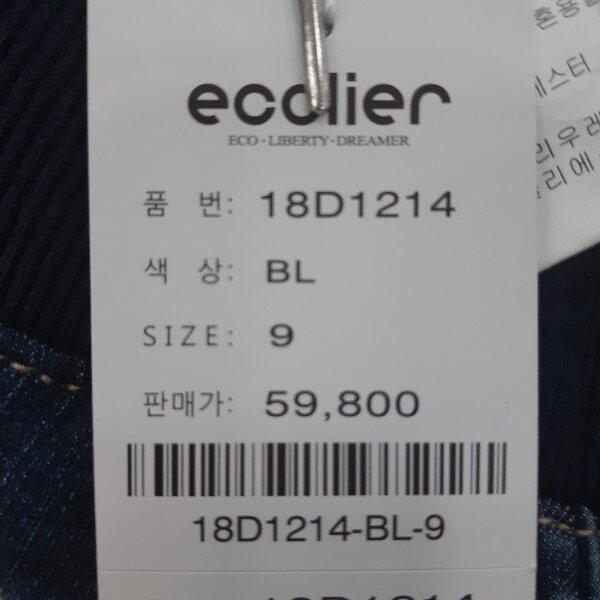 ecolier
ECO · LIBERTY · DREAMER
품 번: 18D1214
색 상: BL
SIZE: 9
판매가: 59,800
18D1214-BL-9